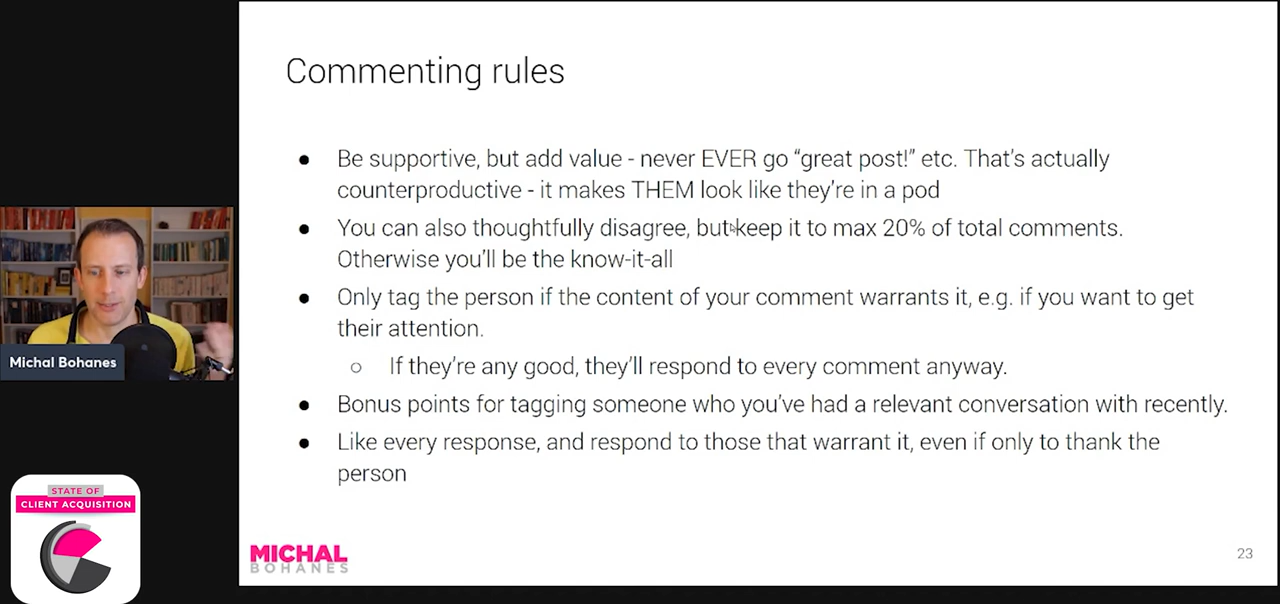 Commenting rules
● Be supportive, but add value - never EVER go “great post!” etc. That’s actually
counterproductive - it makes THEM look like they’re in a pod
● You can also thoughtfully disagree, but keep it to max 20% of total comments.
Otherwise you’ll be the know-it-all
● Only tag the person if the content of your comment warrants it, e.g. if you want to get
their attention.
○ If they’re any good, they’ll respond to every comment anyway.
● Bonus points for tagging someone who you’ve had a relevant conversation with recently.
● Like every response, and respond to those that warrant it, even if only to thank the
person
Michal Bohanes
STATE OF
CLIENT ACQUISITION
MICHAL
BOHANES
23